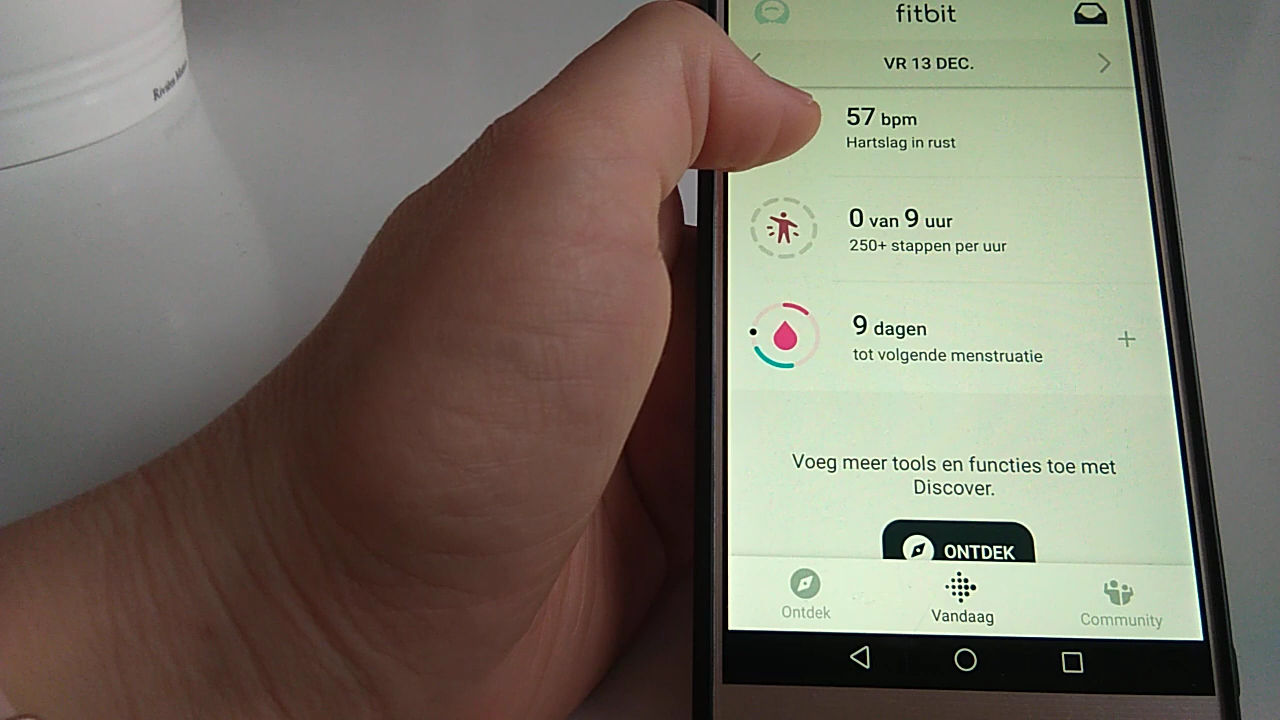 fitbit
VR 13 DEC.
57 bpm
Hartslag in rust
0 van 9 uur
250+ stappen per uur
9 dagen
tot volgende menstruatie
Voeg meer tools en functies toe met
Discover.
ONTDEK
Ontdek
Vandaag
Community